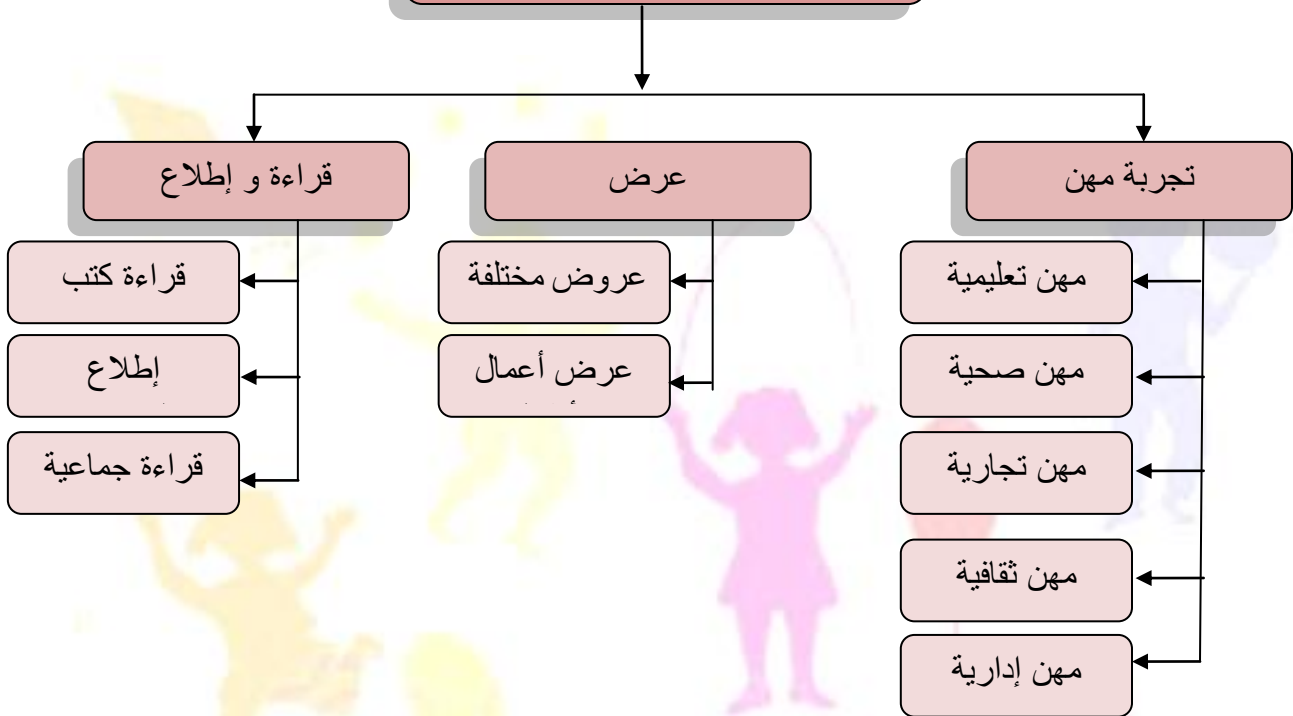 تجربة مهن
عرض
قراءة و إطلاع
مهن تعليمية
مهن صحية
مهن تجارية
مهن ثقافية
مهن إدارية
عروض مختلفة
عرض أعمال
قراءة كتب
إطلاع
قراءة جماعية